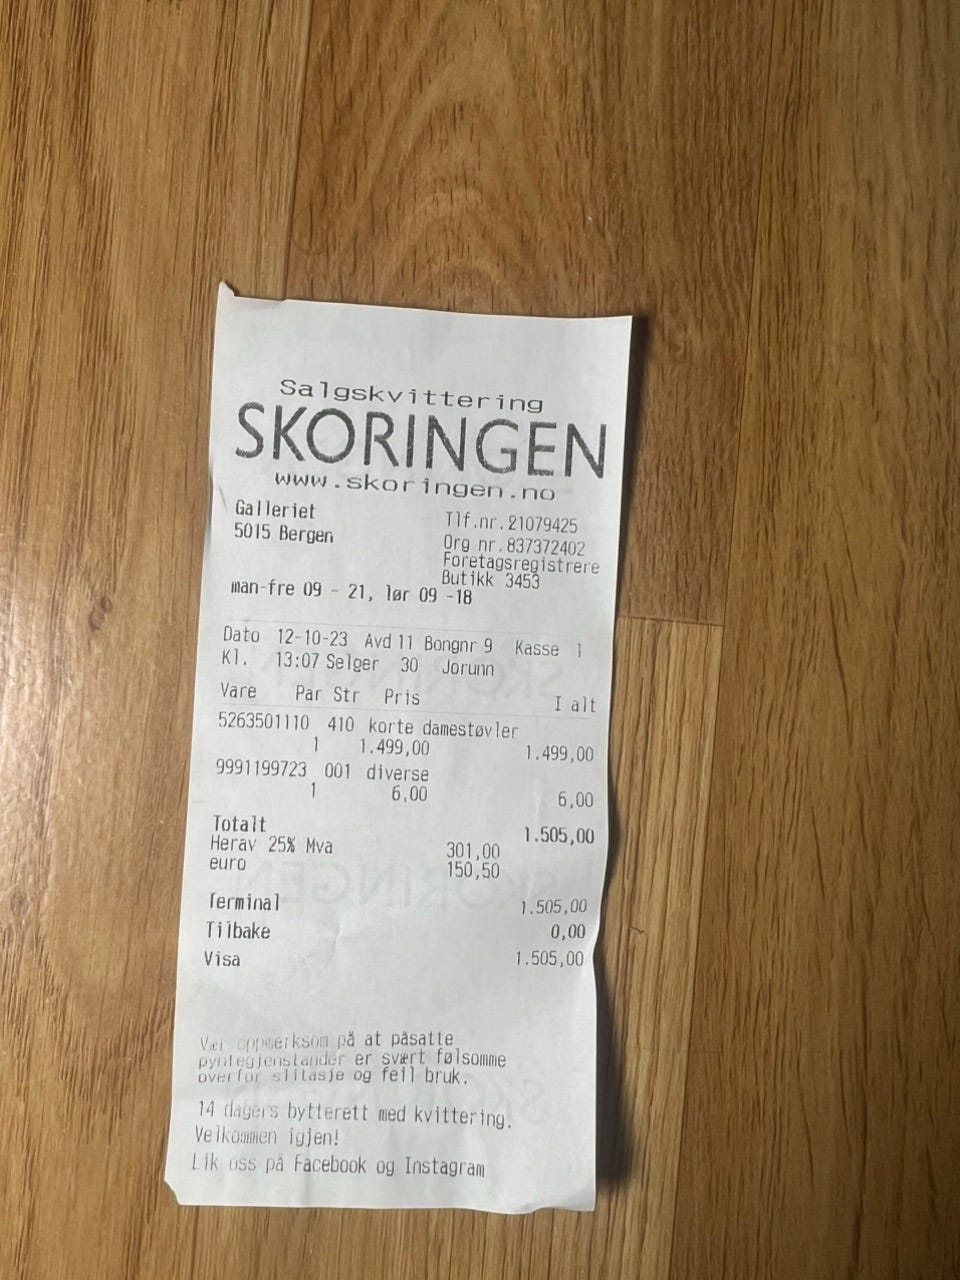 Salgskvittering
SKORINGEN
www.skoringen.no
Galleriet Tlf.nr.21079425
5015 Bergen Org nr.837372402
Foretagsregistrere
Butikk 3453
man-fre 09 - 21, lør 09 -18
Dato 12-10-23 Avd 11 Bongnr 9 Kasse 1
Kl. 13:07 Selger 30 Jorunn
Vare Par Str Pris I alt
5263501110 410 korte damestøvler
1 1.499,00 1.499,00
9991199723 001 diverse
1 6,00 6,00
Totalt 1.505,00
Herav 25% Mva 301,00
euro 150,50
Terminal 1.505,00
Tilbake 0,00
Visa 1.505,00
Vær oppmerksom på at påsatte
pyntegjenstander er svært følsomme
overfor slitasje og feil bruk.
14 dagers bytterett med kvittering.
Velkommen igjen!
Lik oss på Facebook og Instagram